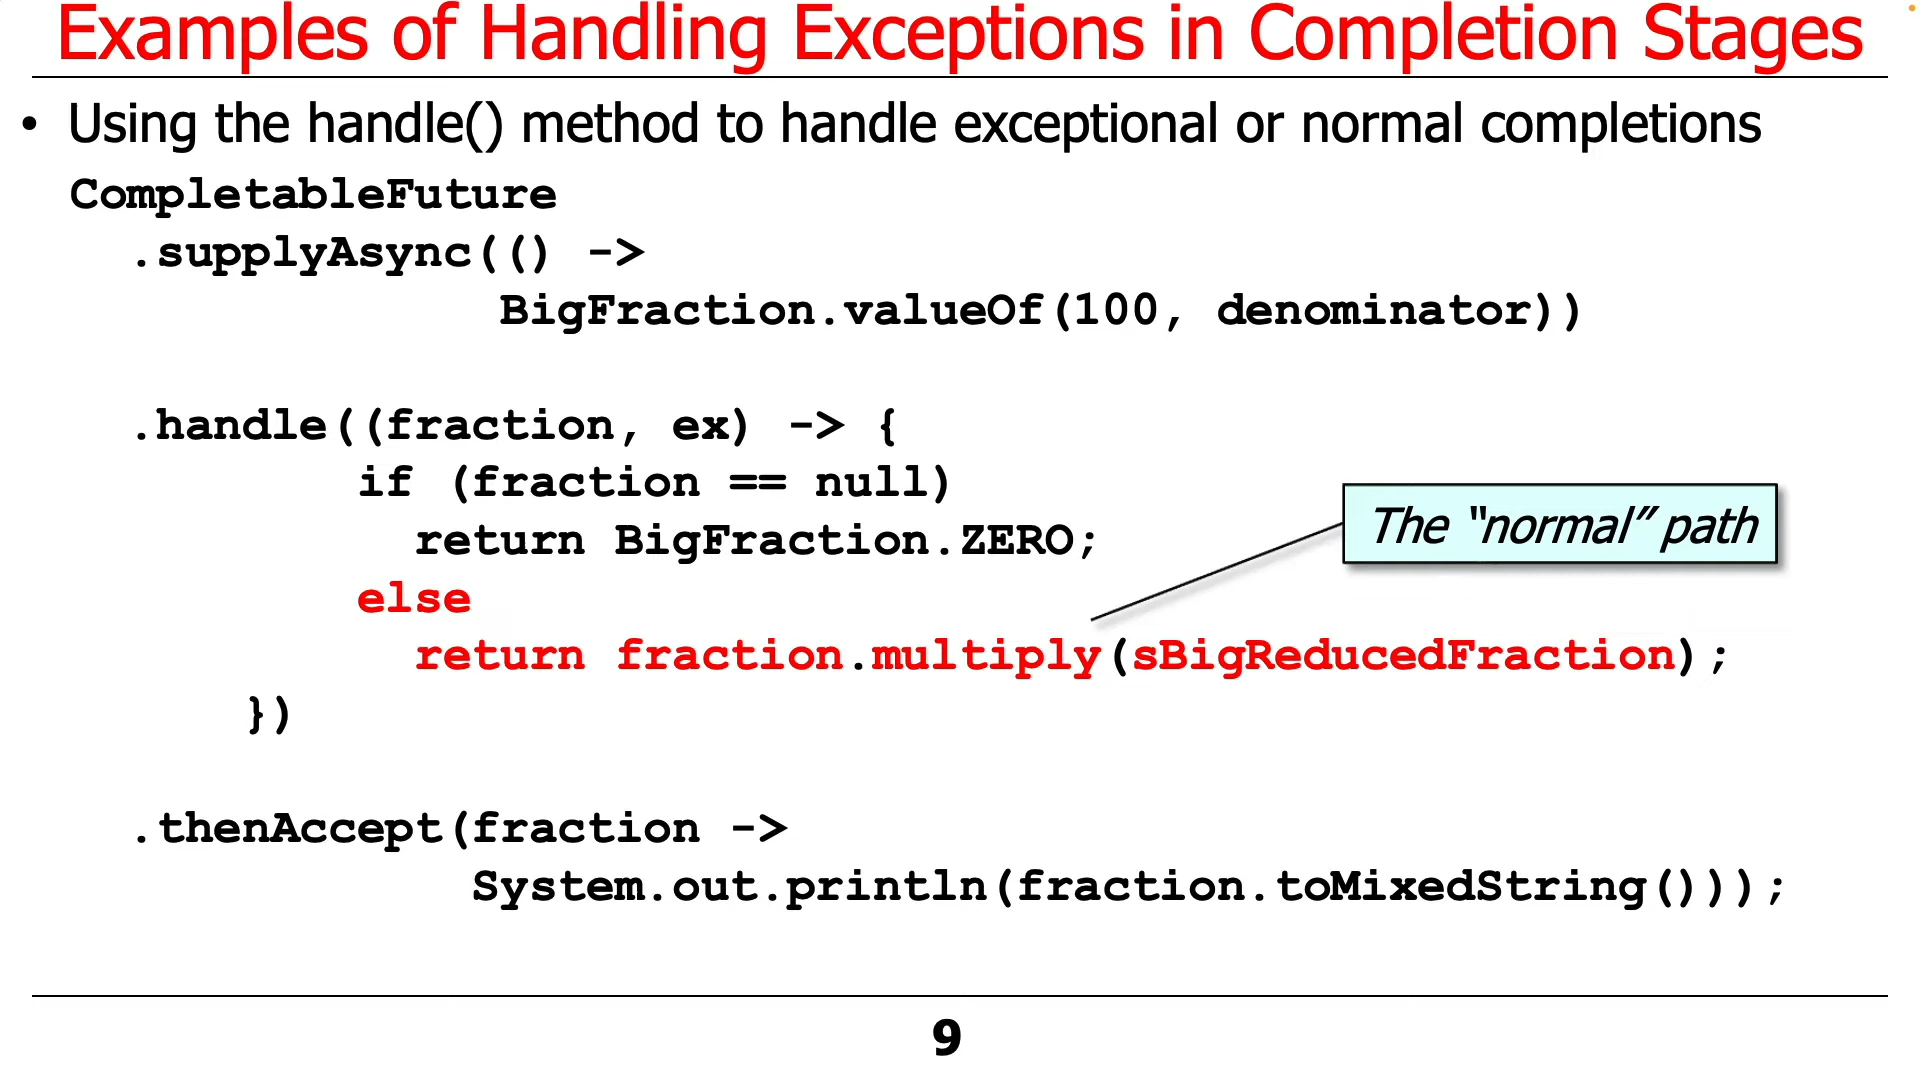 Examples of Handling Exceptions in Completion Stages
• Using the handle() method to handle exceptional or normal completions
CompletableFuture
.supplyAsync(() ->
BigFraction.valueOf(100, denominator))
.handle((fraction, ex) -> {
if (fraction == null)
return BigFraction.ZERO;
The “normal” path
else
return fraction.multiply(sBigReducedFraction);
})
.thenAccept(fraction ->
System.out.println(fraction.toMixedString()));
9